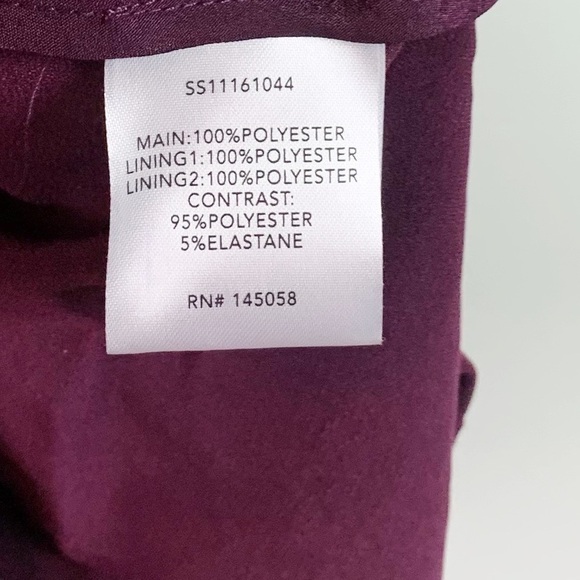 SS11161044
MAIN:100%POLYESTER
LINING1:100%POLYESTER
LINING2:100%POLYESTER
CONTRAST:
95%POLYESTER
5%ELASTANE
RN# 145058